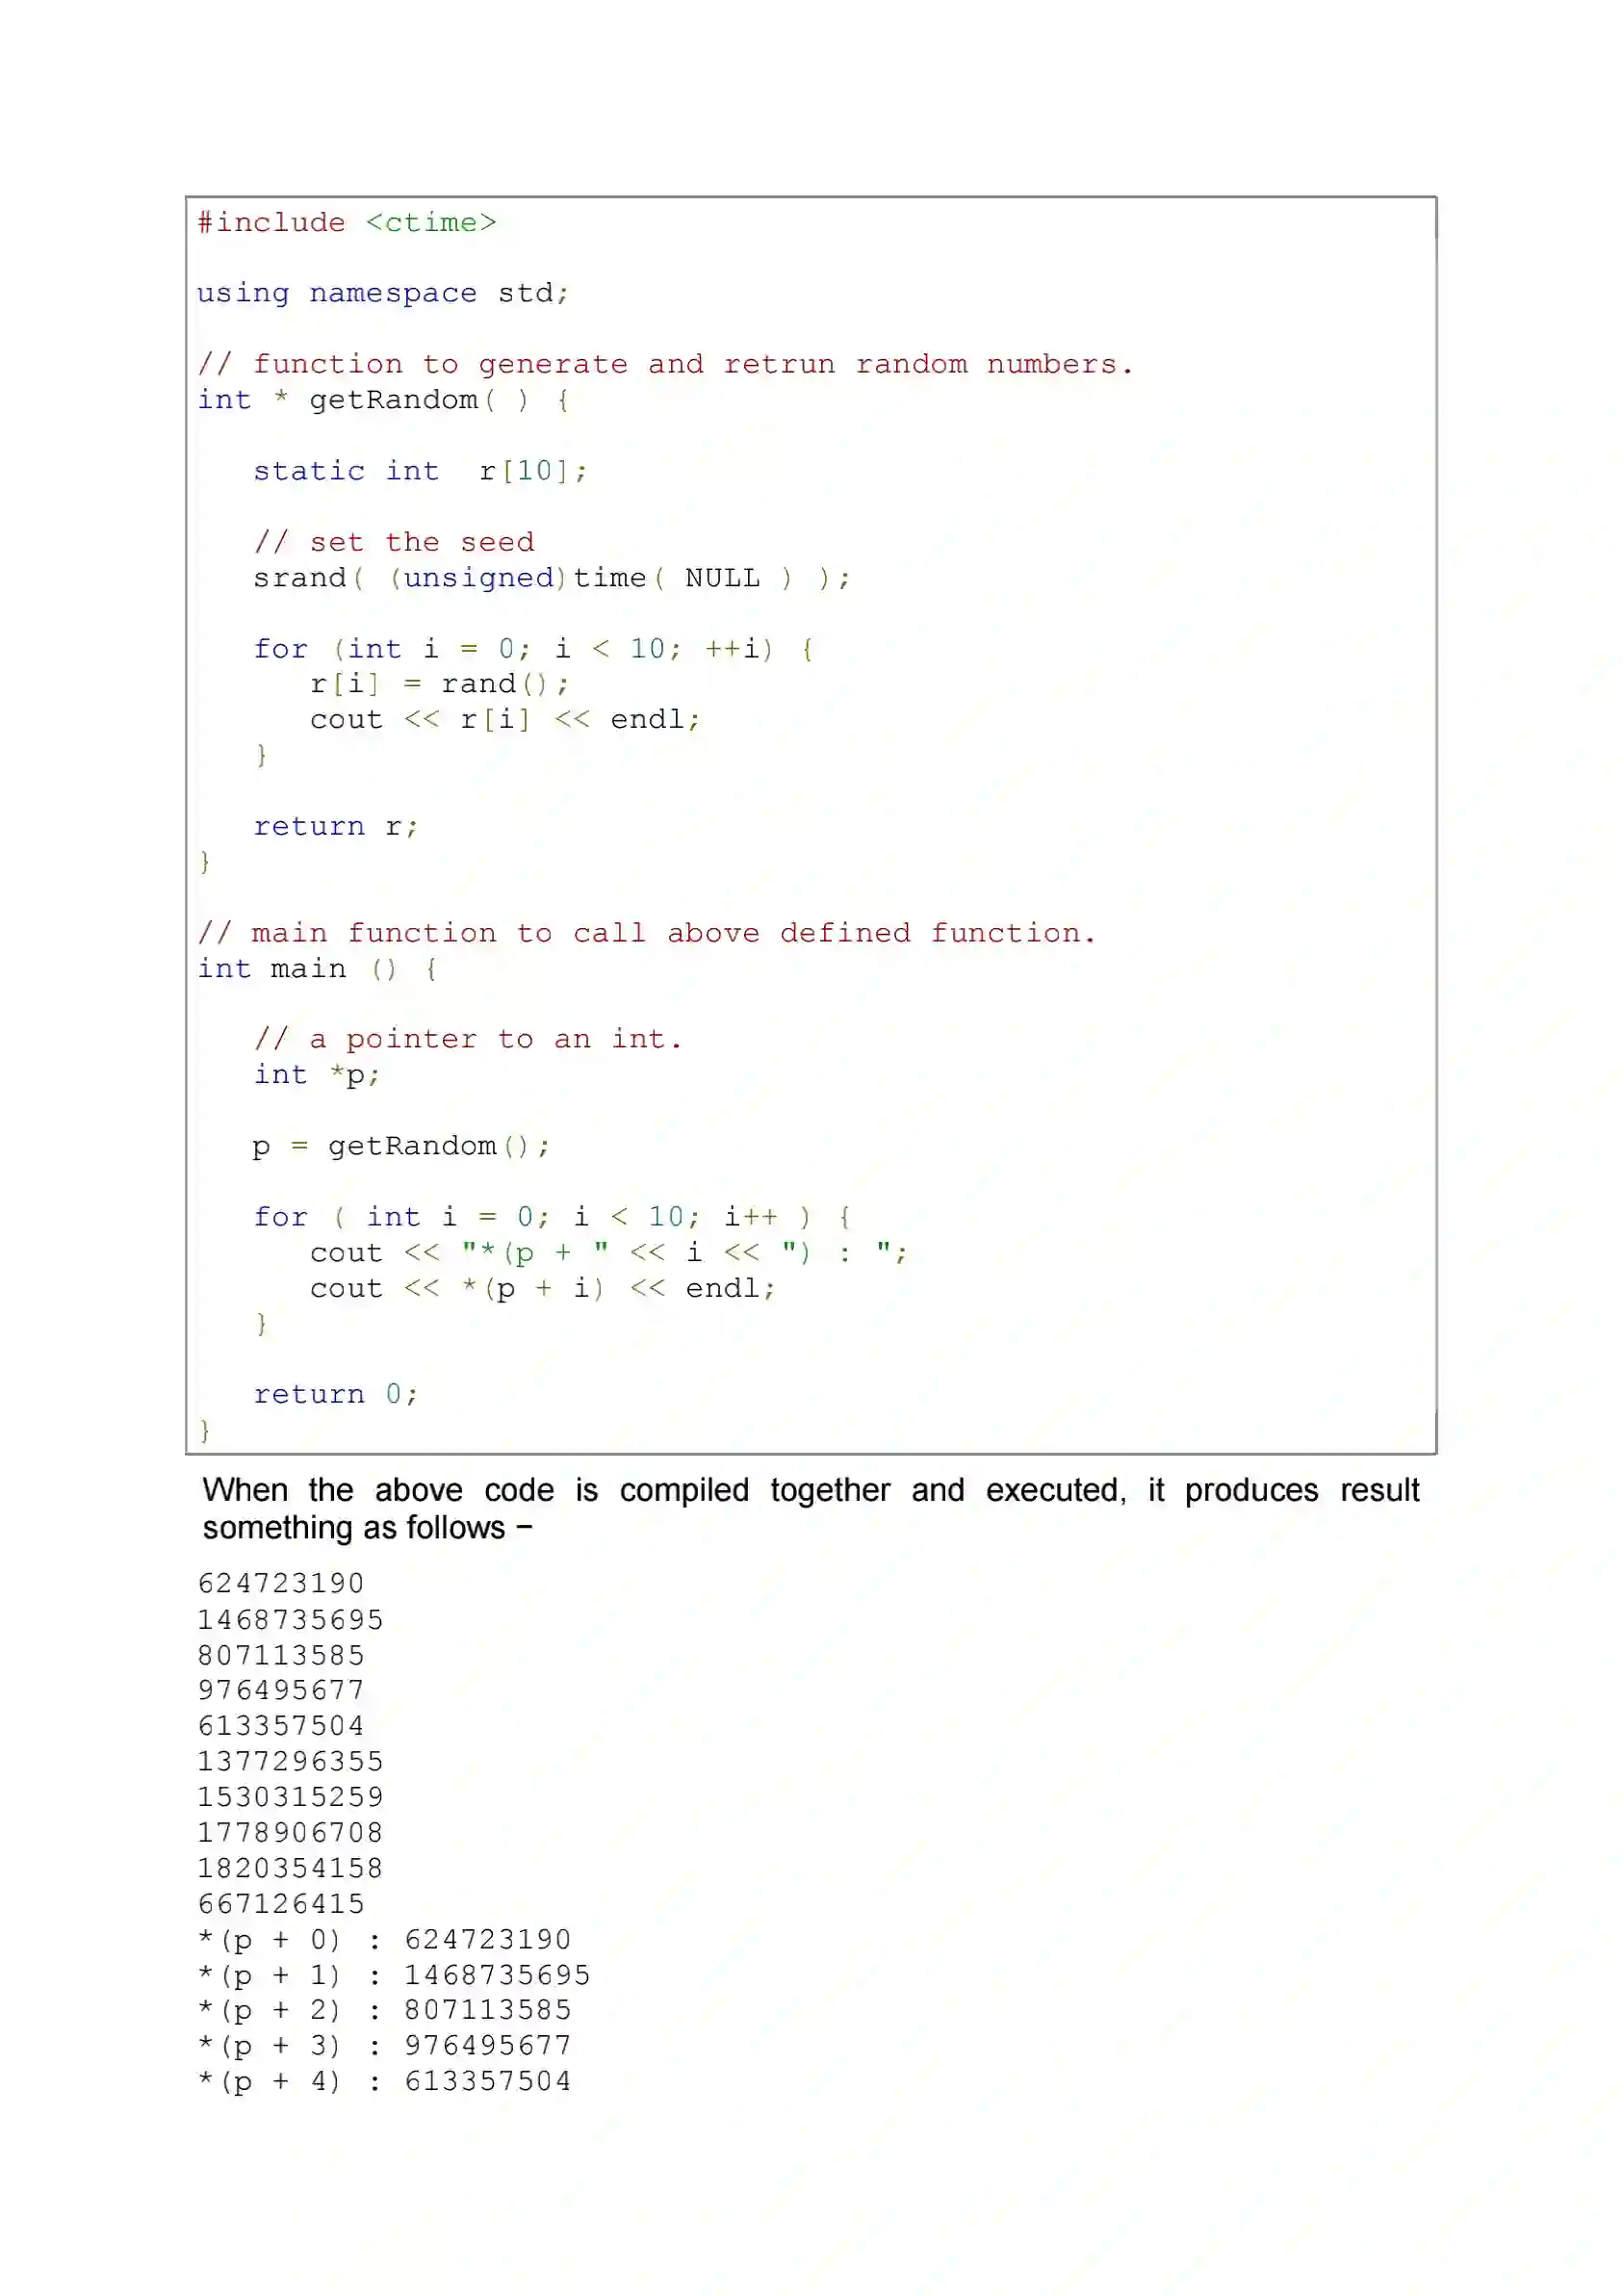 #include <ctime>
using namespace std;
// function to generate and retrun random numbers.
int * getRandom( ) {
static int  r[10];
// set the seed
srand( (unsigned)time( NULL ) );
for (int i = 0; i < 10; ++i) {
r[i] = rand();
cout << r[i] << endl;
}
return r;
}
// main function to call above defined function.
int main () {
// a pointer to an int.
int *p;
p = getRandom();
for ( int i = 0; i < 10; i++ ) {
cout << "*(p + " << i << ") : ";
cout << *(p + i) << endl;
}
return 0;
}
When the above code is compiled together and executed, it produces result
something as follows −
624723190
1468735695
807113585
976495677
613357504
1377296355
1530315259
1778906708
1820354158
667126415
*(p + 0) : 624723190
*(p + 1) : 1468735695
*(p + 2) : 807113585
*(p + 3) : 976495677
*(p + 4) : 613357504